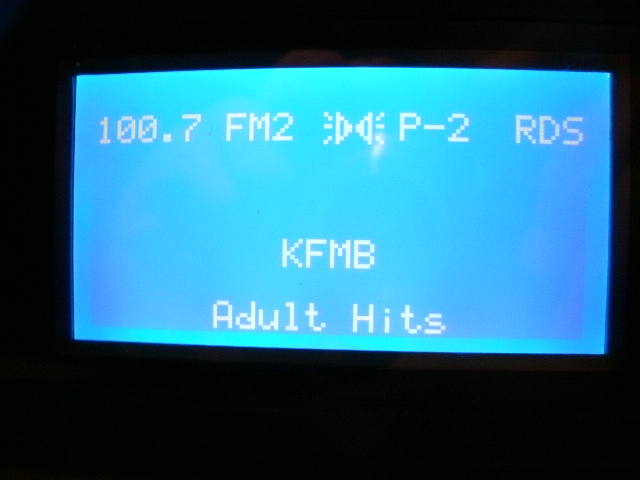 100.7 FM2 P-2 RDS
KFMB
Adult Hits